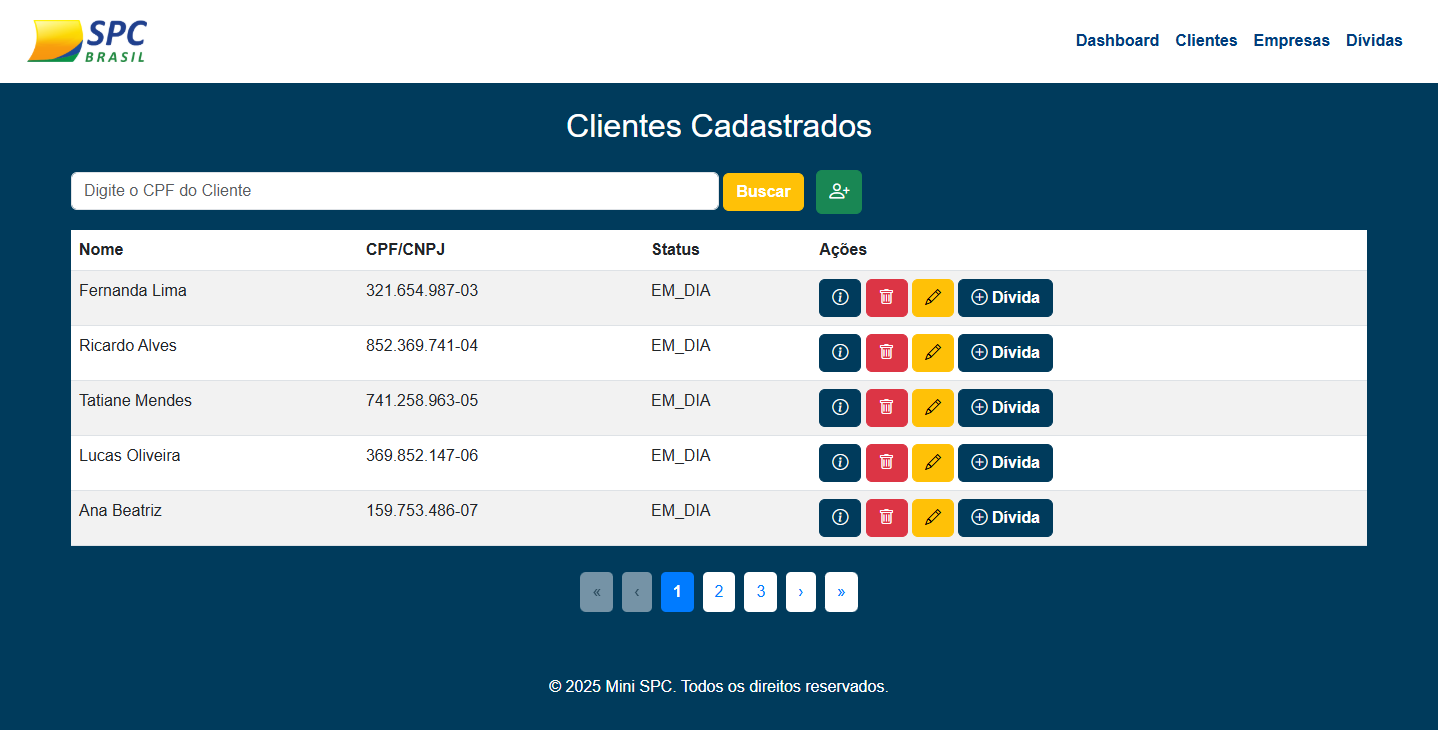 SPC
BRASIL
Dashboard Clientes Empresas Dívidas
Clientes Cadastrados
Digite o CPF do Cliente Buscar
Nome CPF/CNPJ Status Ações
Fernanda Lima 321.654.987-03 EM_DIA Dívida
Ricardo Alves 852.369.741-04 EM_DIA Dívida
Tatiane Mendes 741.258.963-05 EM_DIA Dívida
Lucas Oliveira 369.852.147-06 EM_DIA Dívida
Ana Beatriz 159.753.486-07 EM_DIA Dívida
« ‹ 1 2 3 › »
© 2025 Mini SPC. Todos os direitos reservados.